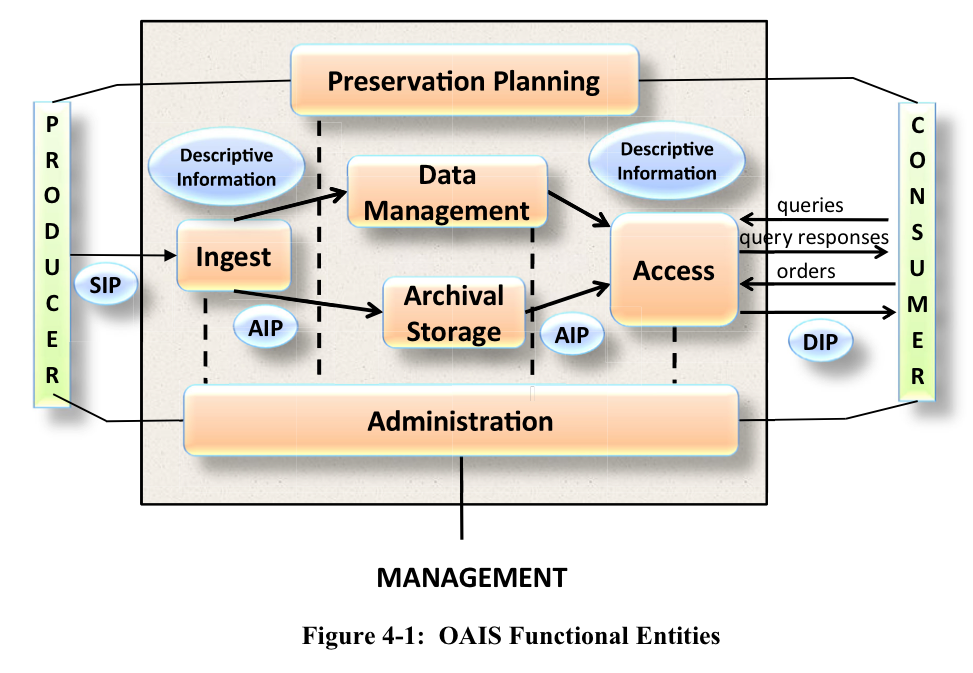 Preservation Planning
PRODUCER
CONSUMER
Descriptive
Information
Descriptive
Information
Data
Management
queries
query responses
Ingest
Access
orders
SIP
Archival
Storage
AIP
AIP
DIP
Administration
MANAGEMENT
Figure 4-1: OAIS Functional Entities